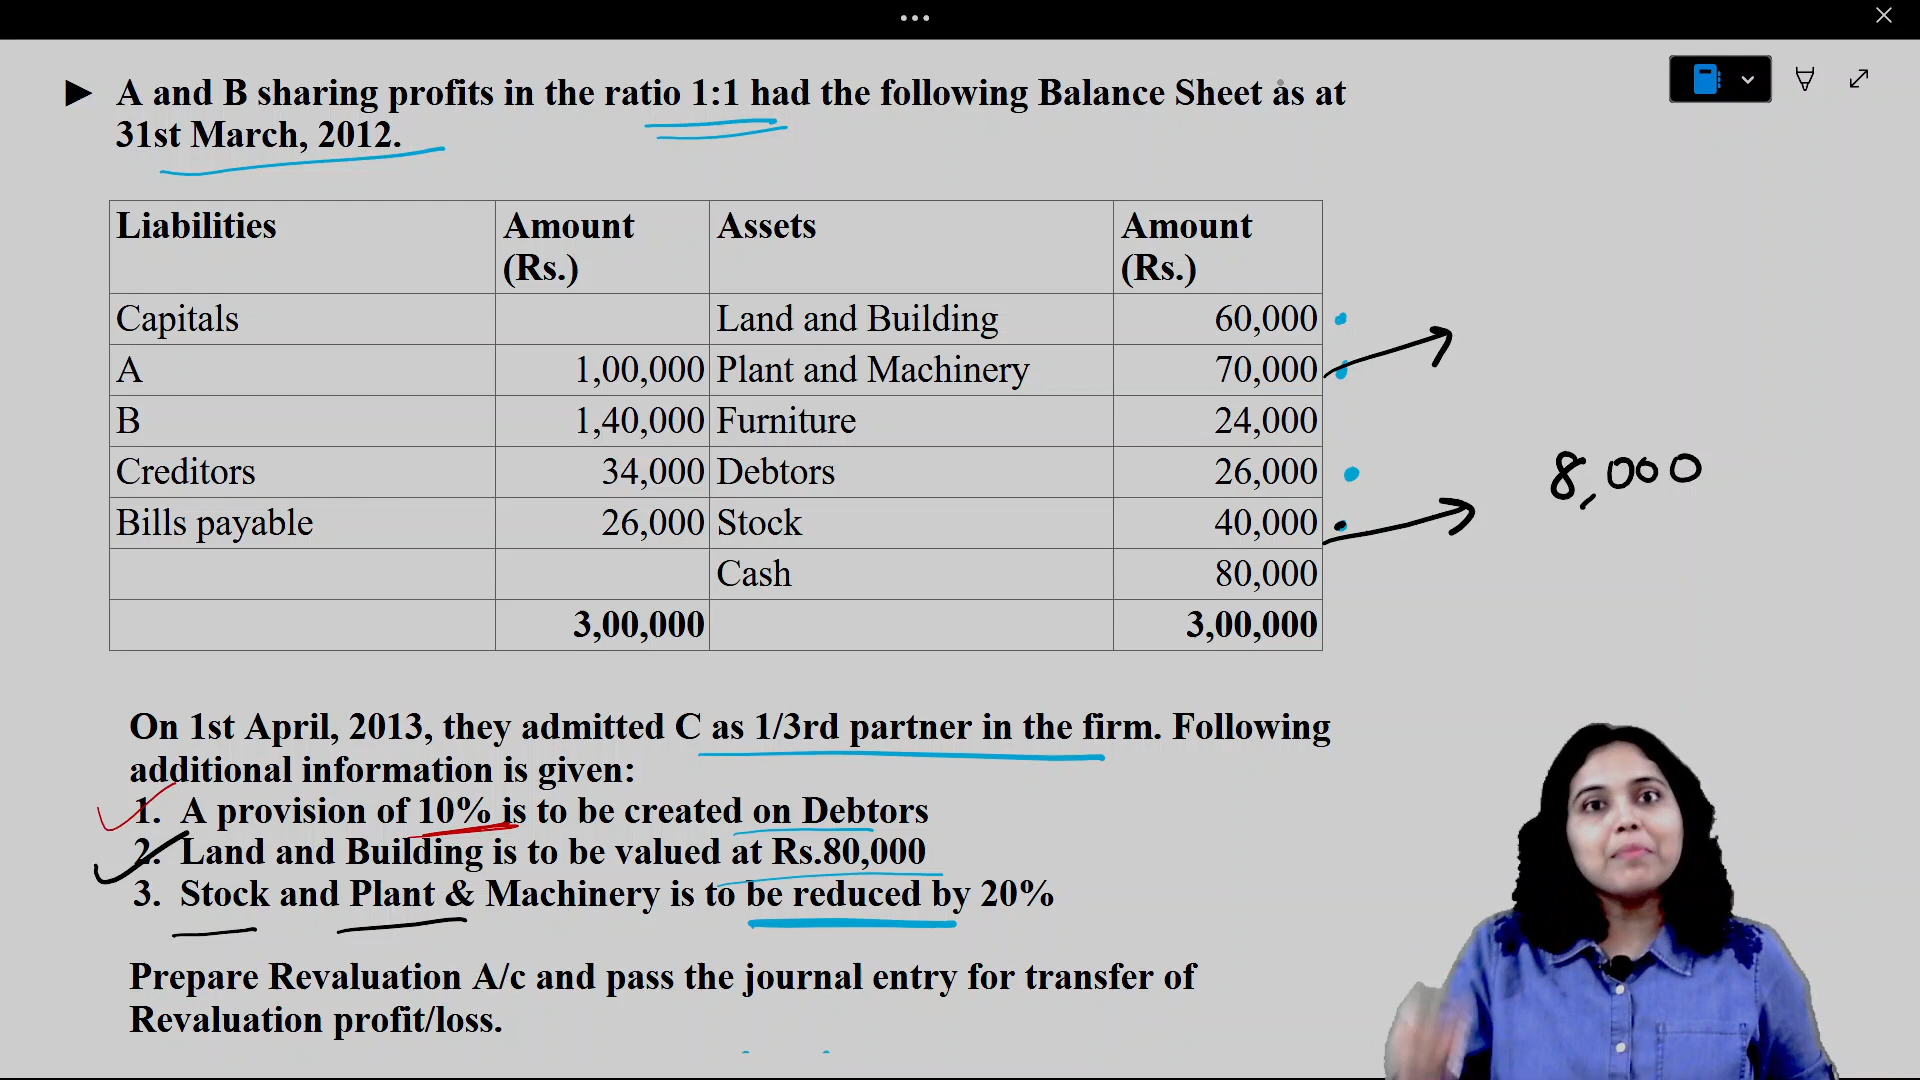 A and B sharing profits in the ratio 1:1 had the following Balance Sheet as at
31st March, 2012.
Liabilities Amount (Rs.) Assets Amount (Rs.)
Capitals Land and Building 60,000
A 1,00,000 Plant and Machinery 70,000
B 1,40,000 Furniture 24,000
Creditors 34,000 Debtors 26,000
8,000
Bills payable 26,000 Stock 40,000
Cash 80,000
3,00,000 3,00,000
On 1st April, 2013, they admitted C as 1/3rd partner in the firm. Following
additional information is given:
1. A provision of 10% is to be created on Debtors
2. Land and Building is to be valued at Rs.80,000
3. Stock and Plant & Machinery is to be reduced by 20%
Prepare Revaluation A/c and pass the journal entry for transfer of
Revaluation profit/loss.